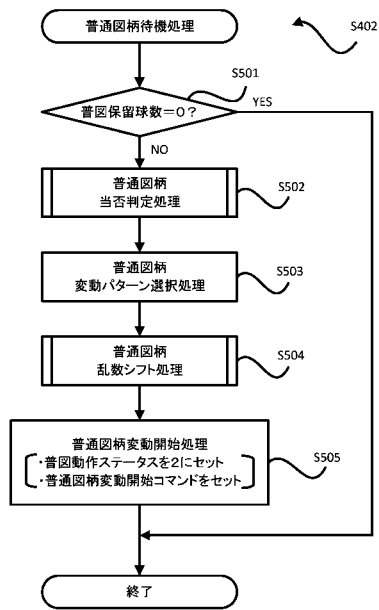 普通図柄待機処理
S402
S501
普図保留球数=0?
YES
NO
普通図柄
当否判定処理
S502
普通図柄
変動パターン選択処理
S503
普通図柄
乱数シフト処理
S504
普通図柄変動開始処理
・普図動作ステータスを2にセット
・普通図柄変動開始コマンドをセット
S505
終了